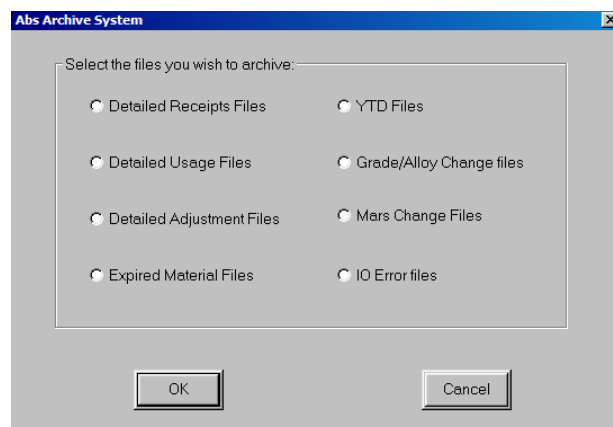 Abs Archive System
Select the files you wish to archive:
Detailed Receipts Files
YTD Files
Detailed Usage Files
Grade/Alloy Change files
Detailed Adjustment Files
Mars Change Files
Expired Material Files
IO Error files
OK
Cancel